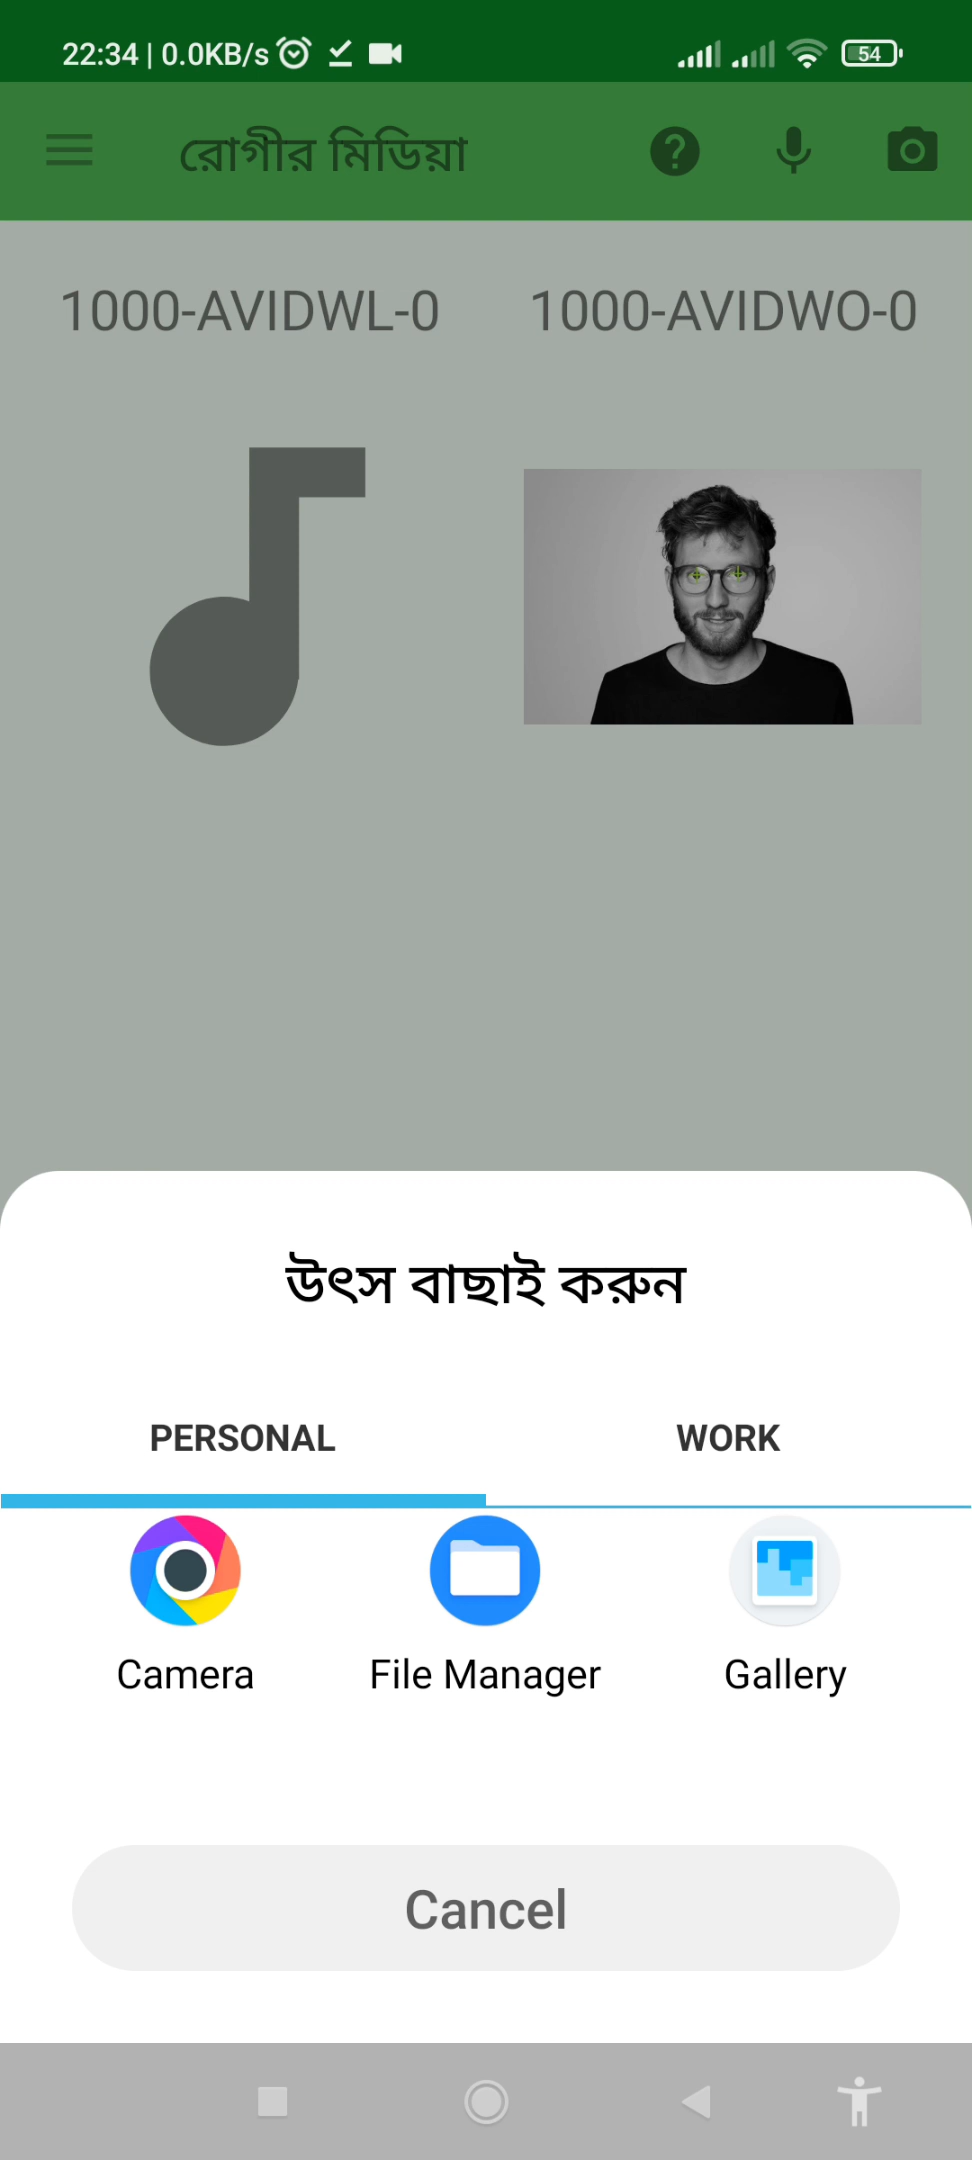 22:34 | 0.0KB/s 54
রোগীর মিডিয়া
1000-AVIDWL-0 1000-AVIDWO-0
উৎস বাছাই করুন
PERSONAL WORK
Camera File Manager Gallery
Cancel